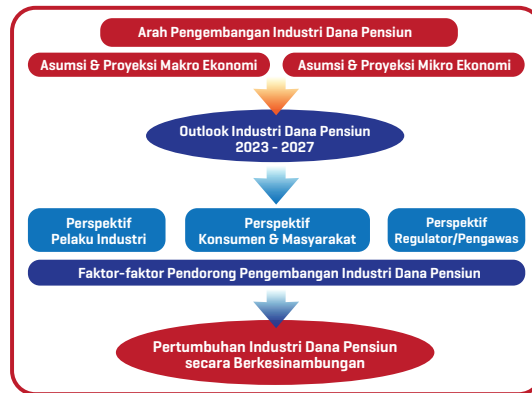 Arah Pengembangan Industri Dana Pensiun
Asumsi & Proyeksi Makro Ekonomi
Asumsi & Proyeksi Mikro Ekonomi
Outlook Industri Dana Pensiun
2023 - 2027
Perspektif
Pelaku Industri
Perspektif
Konsumen & Masyarakat
Perspektif
Regulator/Pengawas
Faktor-faktor Pendorong Pengembangan Industri Dana Pensiun
Pertumbuhan Industri Dana Pensiun
secara Berkesinambungan